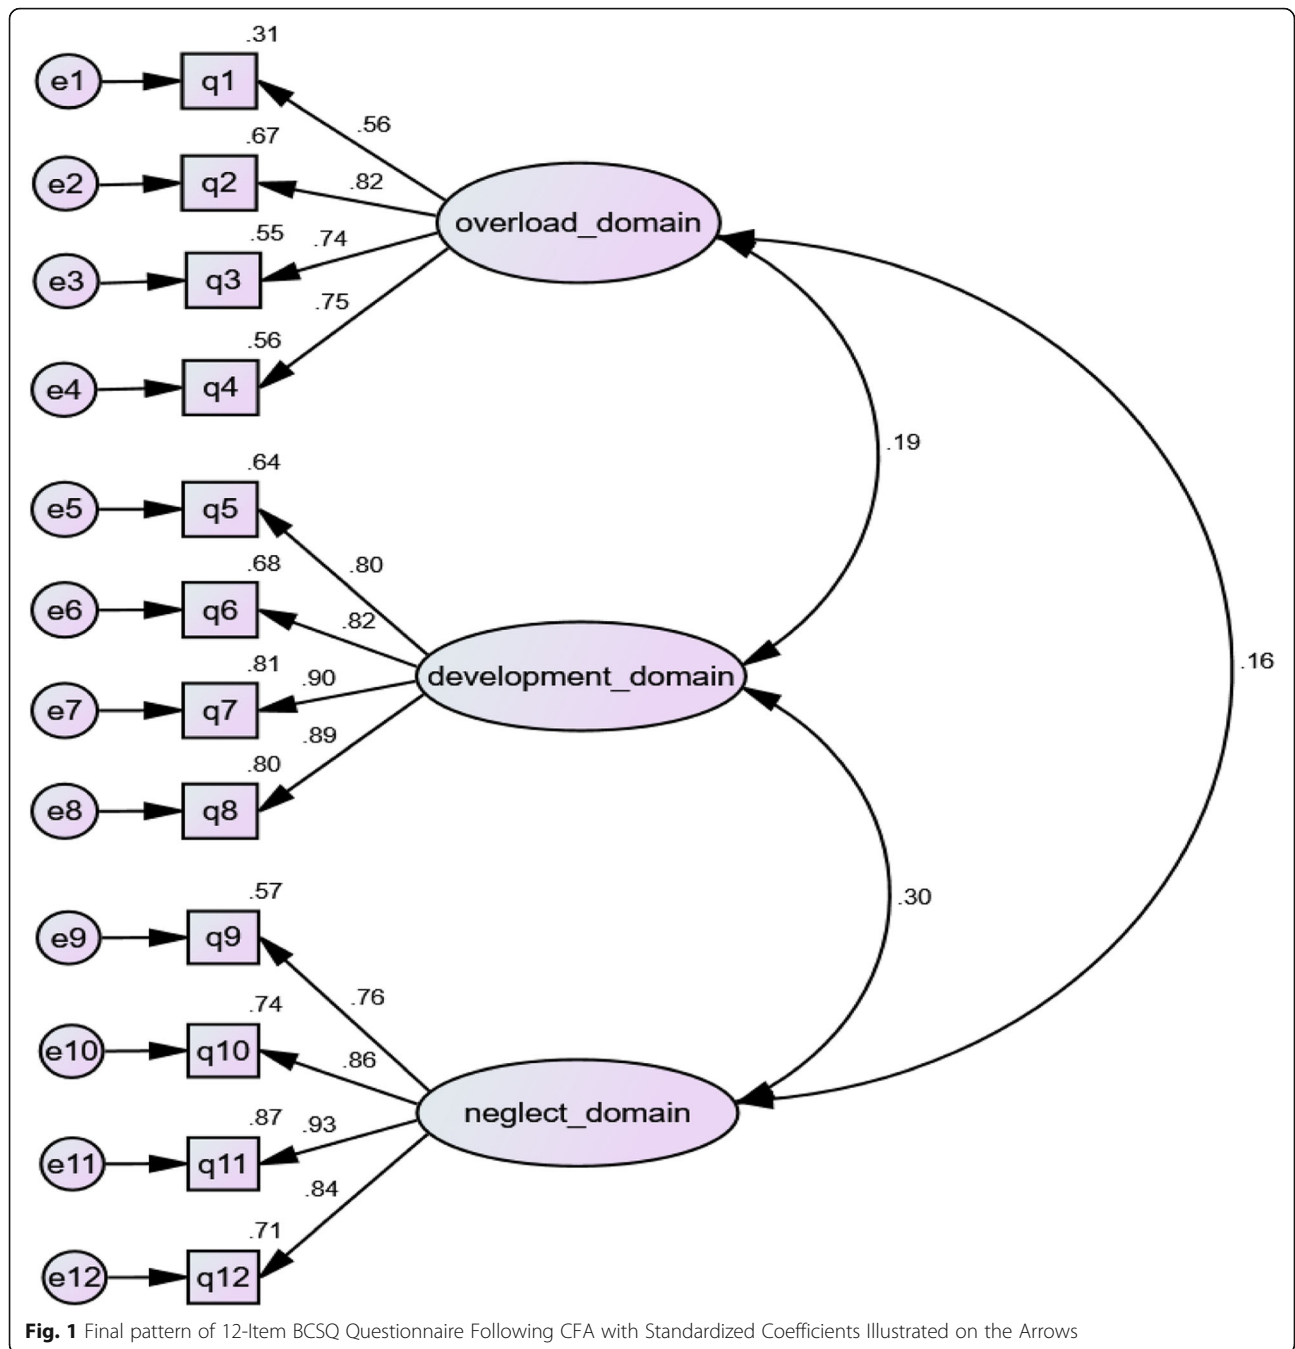 .31
e1 q1
.56
.67
e2 q2 .82
overload_domain
.55 .74
e3 q3
.75
.56
e4 q4
.19
.64
e5 q5
.80
.68
e6 q6 .82
.16
development_domain
.81 .90
e7 q7
.89
.80
e8 q8
.57
.30
e9 q9
.76
.74
e10 q10 .86
neglect_domain
.87 .93
e11 q11
.84
.71
e12 q12
Fig. 1 Final pattern of 12-Item BCSQ Questionnaire Following CFA with Standardized Coefficients Illustrated on the Arrows